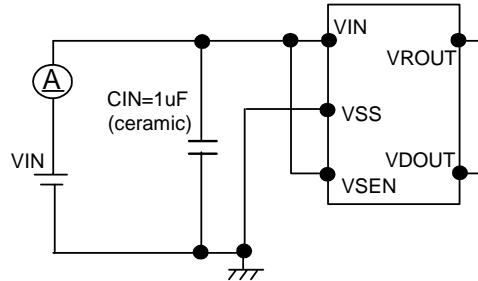 VIN
VROUT
A
CIN=1uF
(ceramic)
VSS
VIN
VDOUT
VSEN